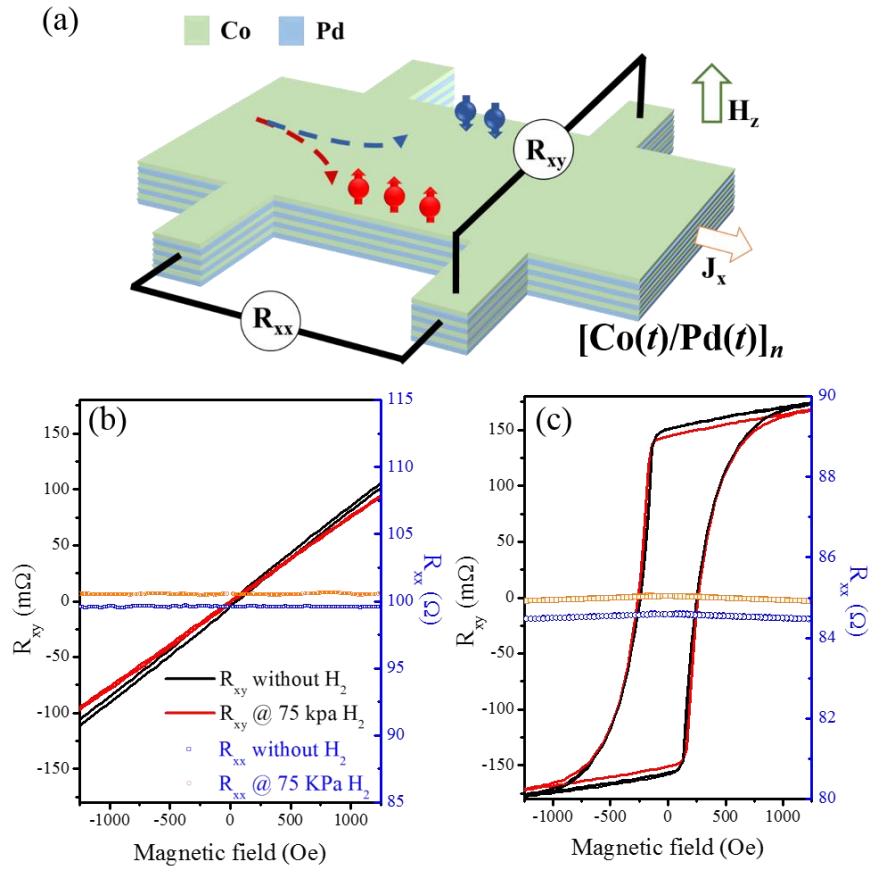 (a)
Co Pd
H_z
R_xy
J_x
R_xx
[Co(t)/Pd(t)]_n
(b)
R_xy (mΩ)
150
100
50
0
-50
-100
-150
115
110
105
100
95
90
85
R_xx (Ω)
R_xy without H_2
R_xy @ 75 kpa H_2
R_xx without H_2
R_xx @ 75 KPa H_2
-1000 -500 0 500 1000
Magnetic field (Oe)
(c)
R_xy (mΩ)
150
100
50
0
-50
-100
-150
90
88
86
84
82
80
R_xx (Ω)
-1000 -500 0 500 1000
Magnetic field (Oe)